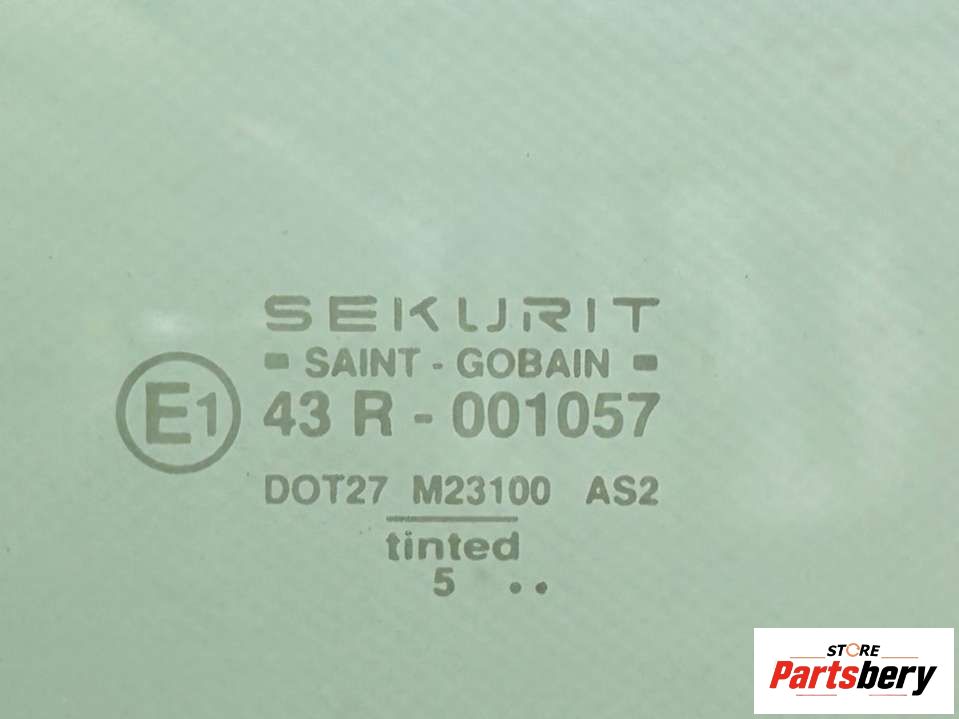 SEKURIT
SAINT - GOBAIN
E1
43 R - 001057
DOT27 M23100 AS2
tinted
5 ..
STORE
Partsbery